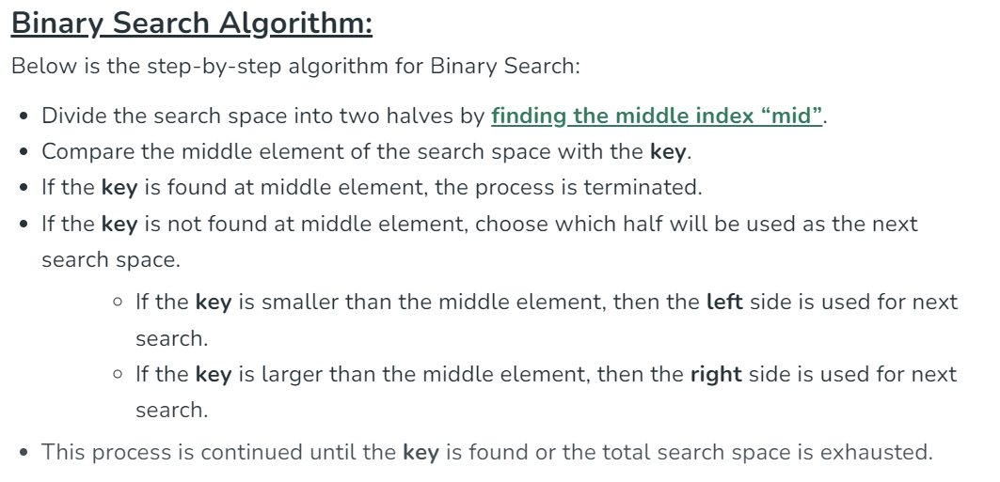 Binary Search Algorithm:
Below is the step-by-step algorithm for Binary Search:
• Divide the search space into two halves by finding the middle index “mid”.
• Compare the middle element of the search space with the key.
• If the key is found at middle element, the process is terminated.
• If the key is not found at middle element, choose which half will be used as the next
search space.
◦ If the key is smaller than the middle element, then the left side is used for next
search.
◦ If the key is larger than the middle element, then the right side is used for next
search.
• This process is continued until the key is found or the total search space is exhausted.